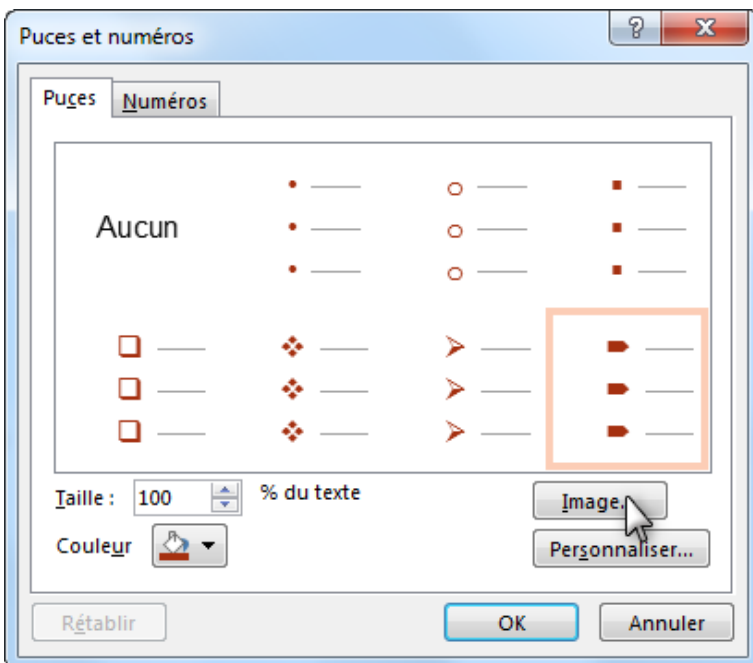 Puces et numéros
Puces Numéros
Aucun
Taille : 100 % du texte
Image...
Couleur
Personnaliser...
Rétablir OK Annuler